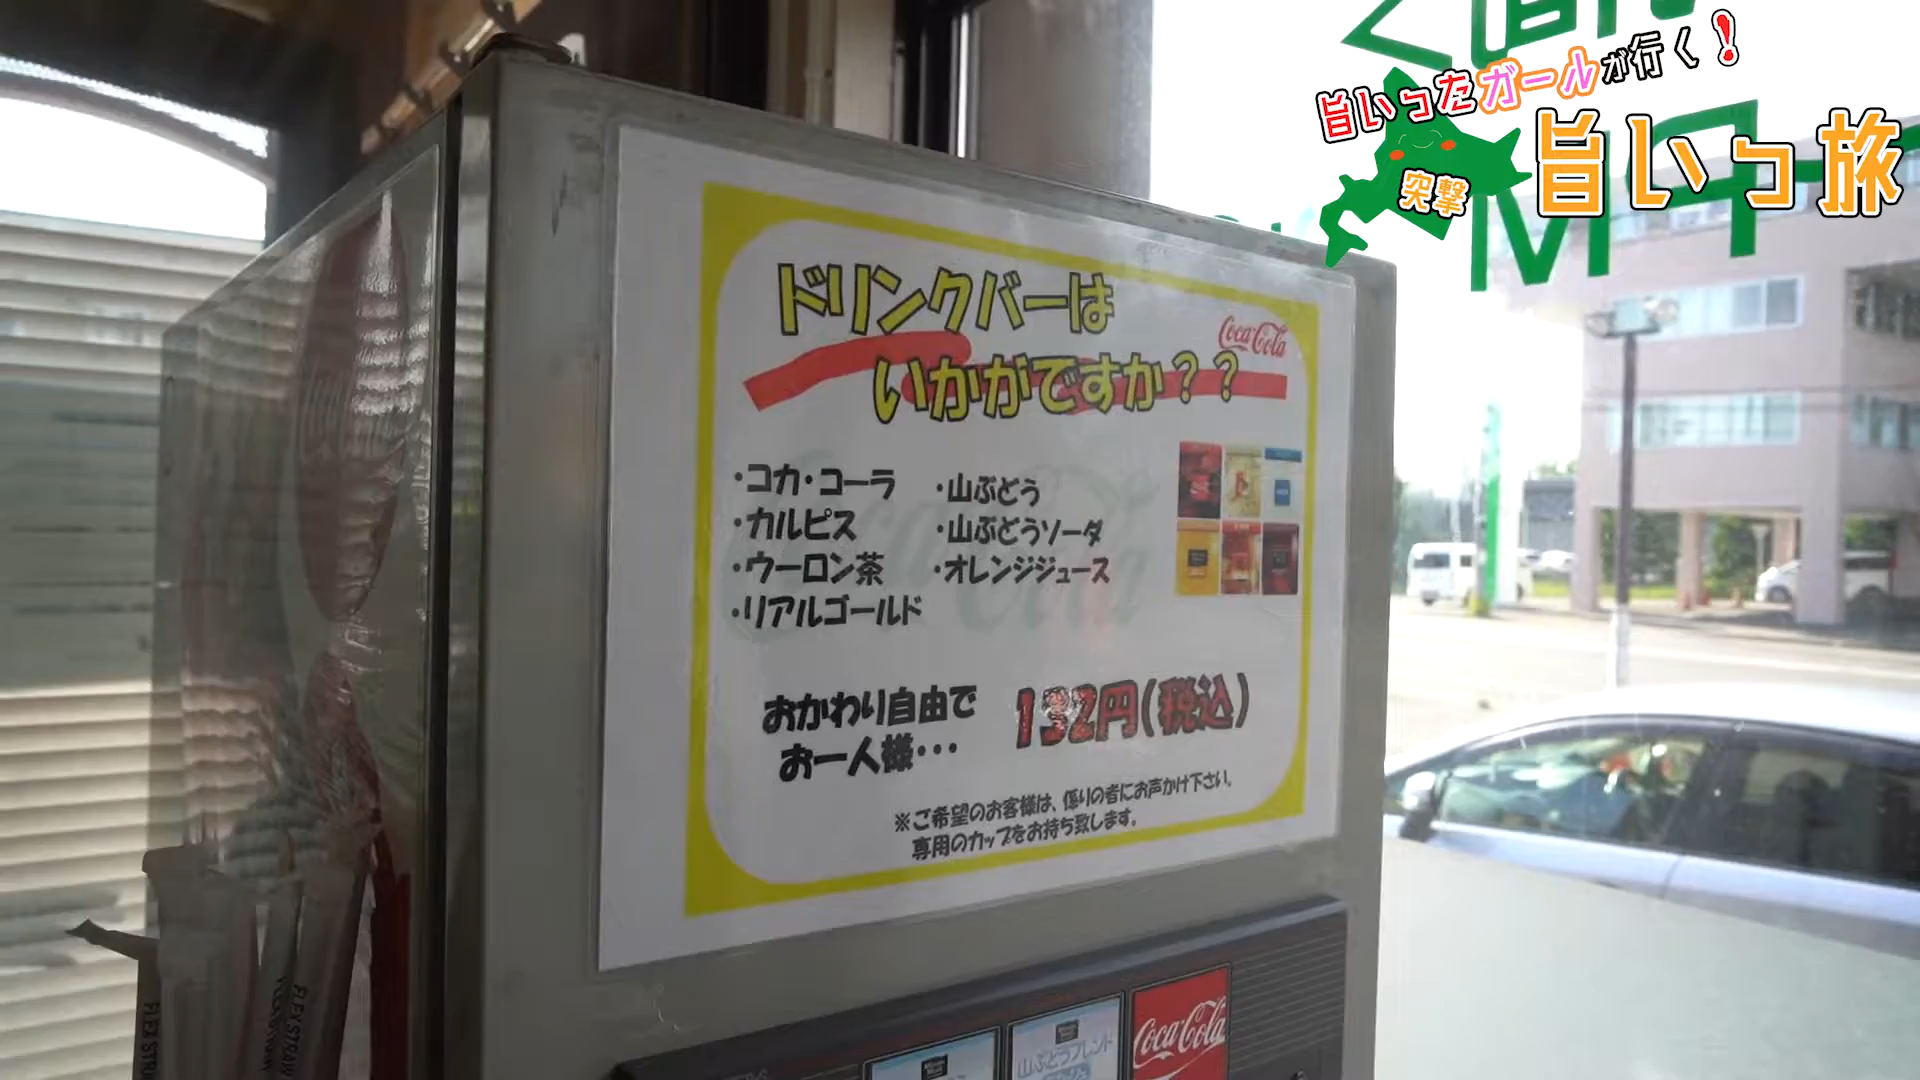 旨いったガールが行く!
突撃 旨いっ旅
ドリンクバーは
いかがですか??
Coca-Cola
・コカ・コーラ
・カルピス
・ウーロン茶
・リアルゴールド
・山ぶどう
・山ぶどうソーダ
・オレンジジュース
おかわり自由で
お一人様・・・
132円(税込)
※ご希望のお客様は、係りの者にお声かけ下さい。
専用のカップをお持ち致します。
山ぶどうブレンド
Coca-Cola
FLEX STRAW